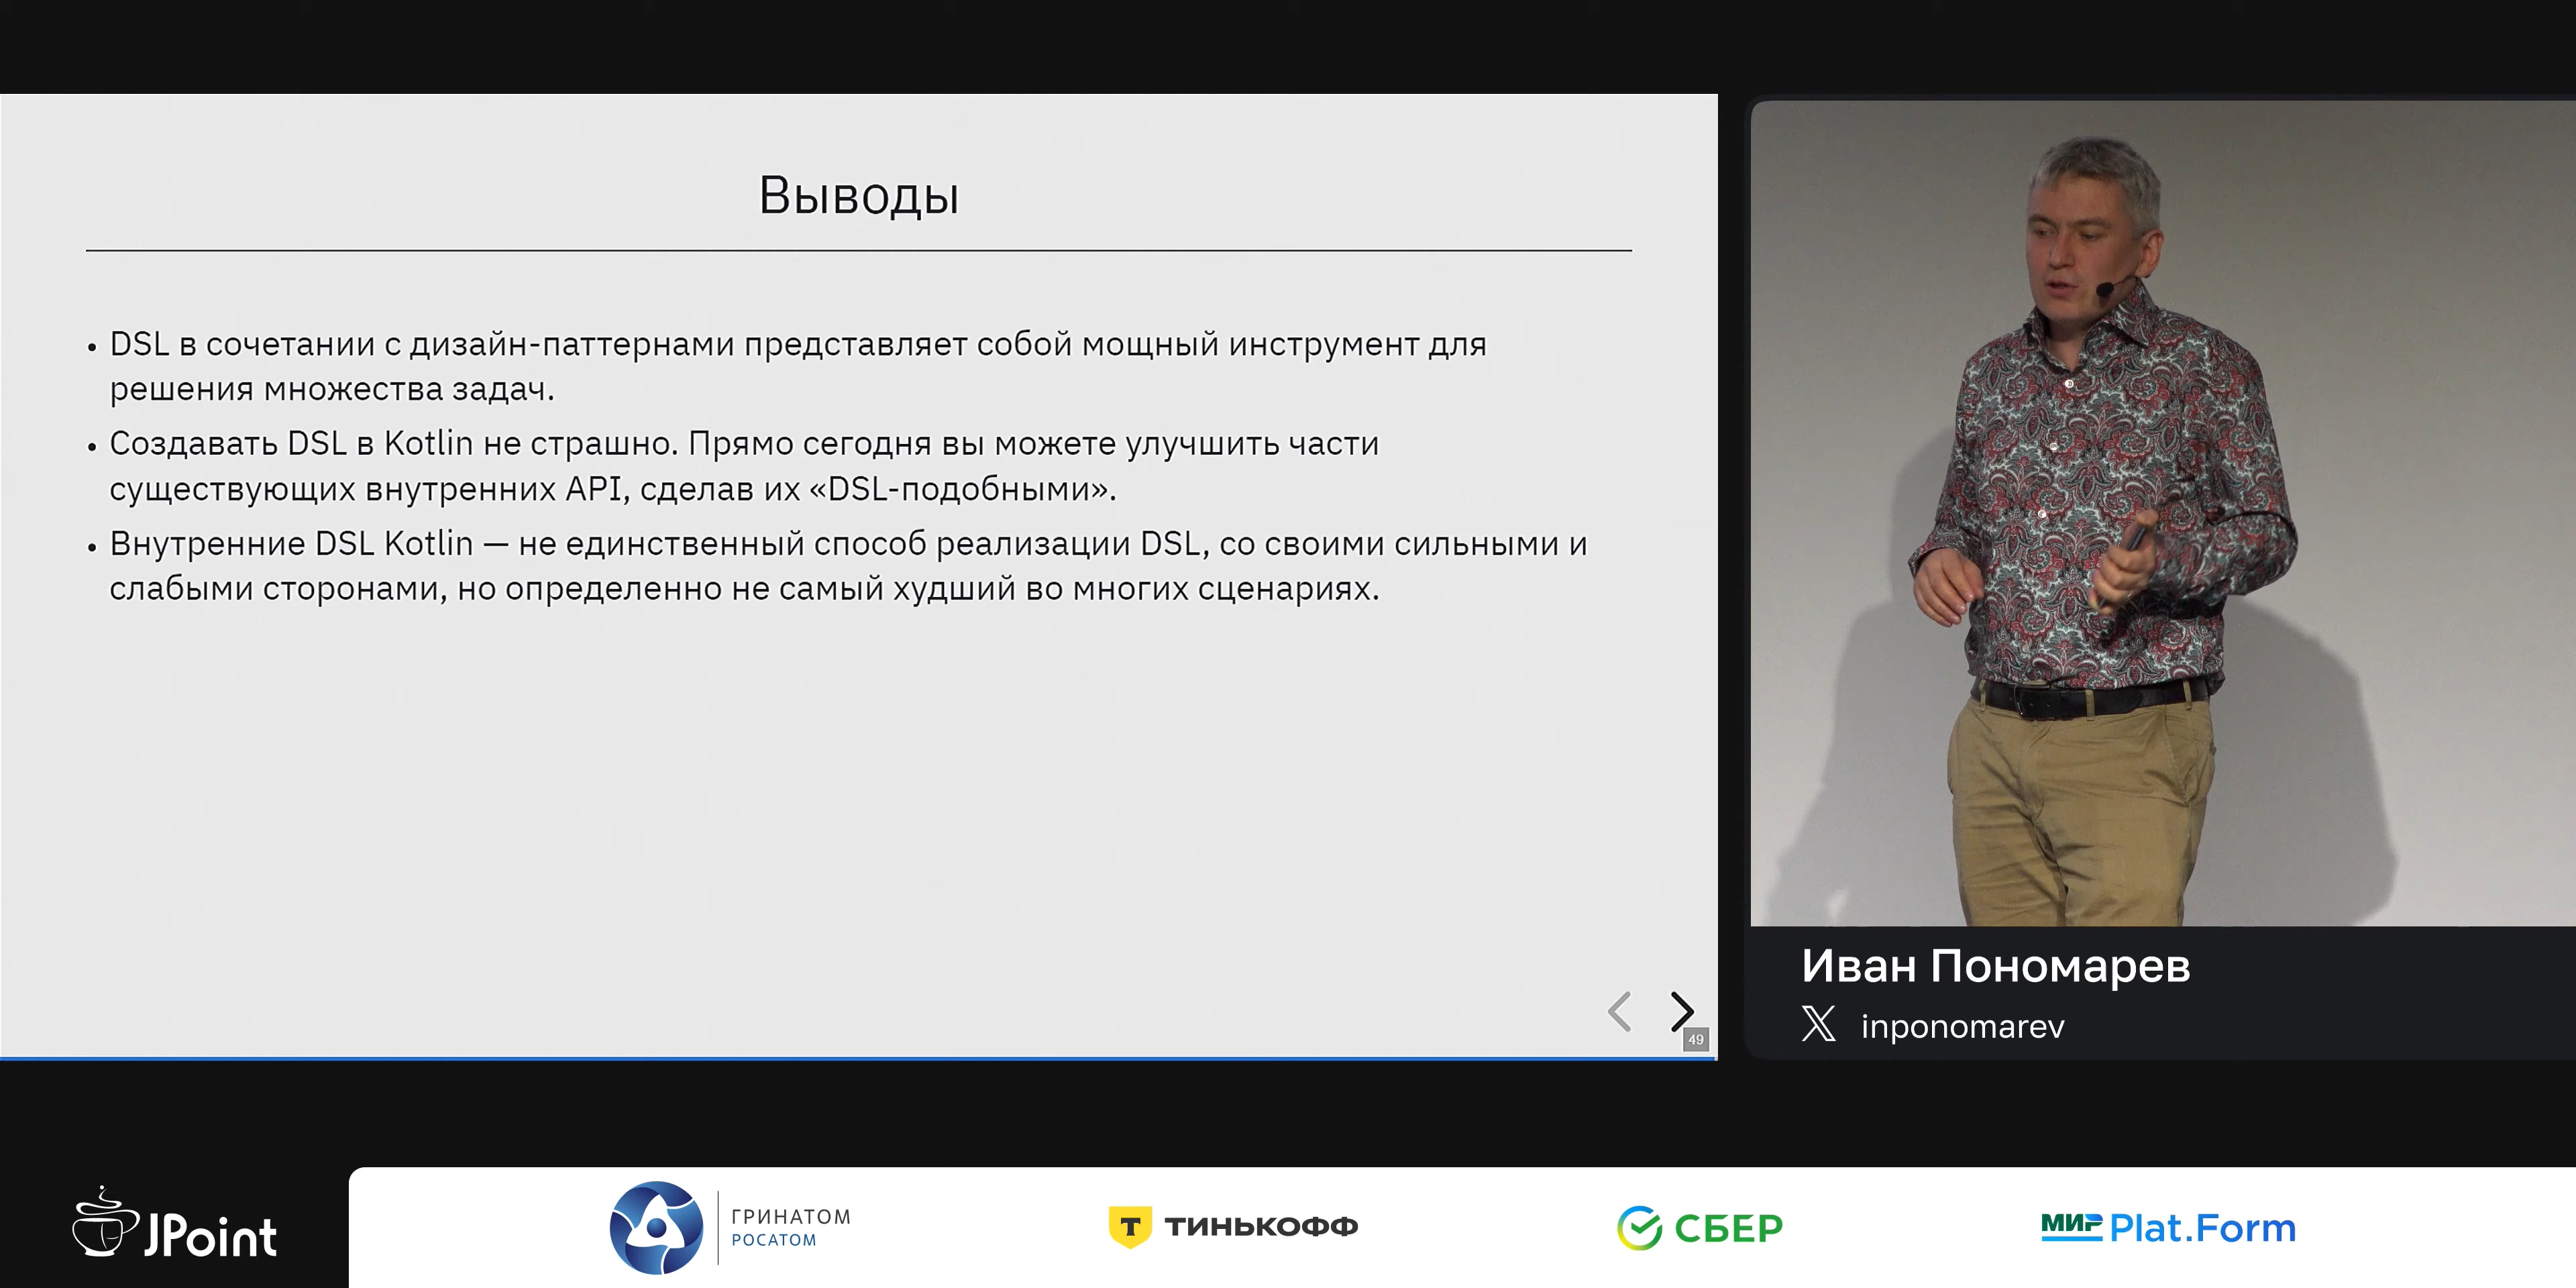 Выводы
• DSL в сочетании с дизайн-паттернами представляет собой мощный инструмент для
решения множества задач.
• Создавать DSL в Kotlin не страшно. Прямо сегодня вы можете улучшить части
существующих внутренних API, сделав их «DSL-подобными».
• Внутренние DSL Kotlin — не единственный способ реализации DSL, со своими сильными и
слабыми сторонами, но определенно не самый худший во многих сценариях.
49
Иван Пономарев
X inponomarev
JPoint
ГРИНАТОМ
РОСАТОМ
Т ТИНЬКОФФ
СБЕР
МИР Plat.Form